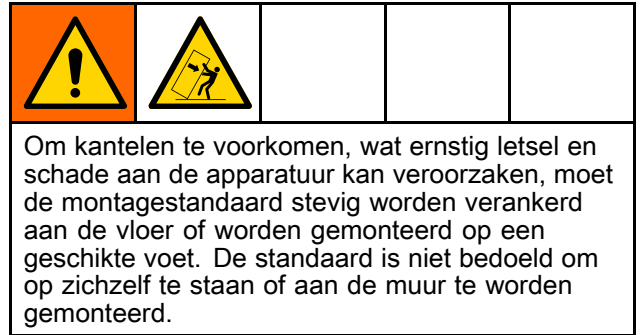 Om kantelen te voorkomen, wat ernstig letsel en
schade aan de apparatuur kan veroorzaken, moet
de montagestandaard stevig worden verankerd
aan de vloer of worden gemonteerd op een
geschikte voet. De standaard is niet bedoeld om
op zichzelf te staan of aan de muur te worden
gemonteerd.